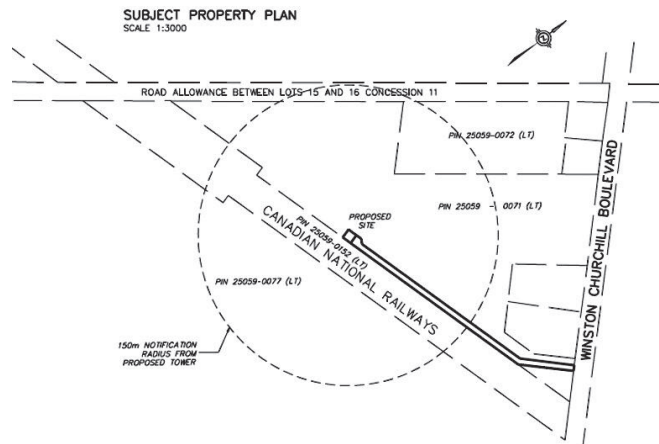 SUBJECT PROPERTY PLAN
SCALE 1:3000
ROAD ALLOWANCE BETWEEN LOTS 15 AND 16 CONCESSION 11
PIN 25059-0072 (LT)
PIN 25059 - 0071 (LT)
PROPOSED
SITE
PIN 25059-0152 (LT)
CANADIAN NATIONAL RAILWAYS
PIN 25059-0077 (LT)
WINSTON CHURCHILL BOULEVARD
150m NOTIFICATION
RADIUS FROM
PROPOSED TOWER